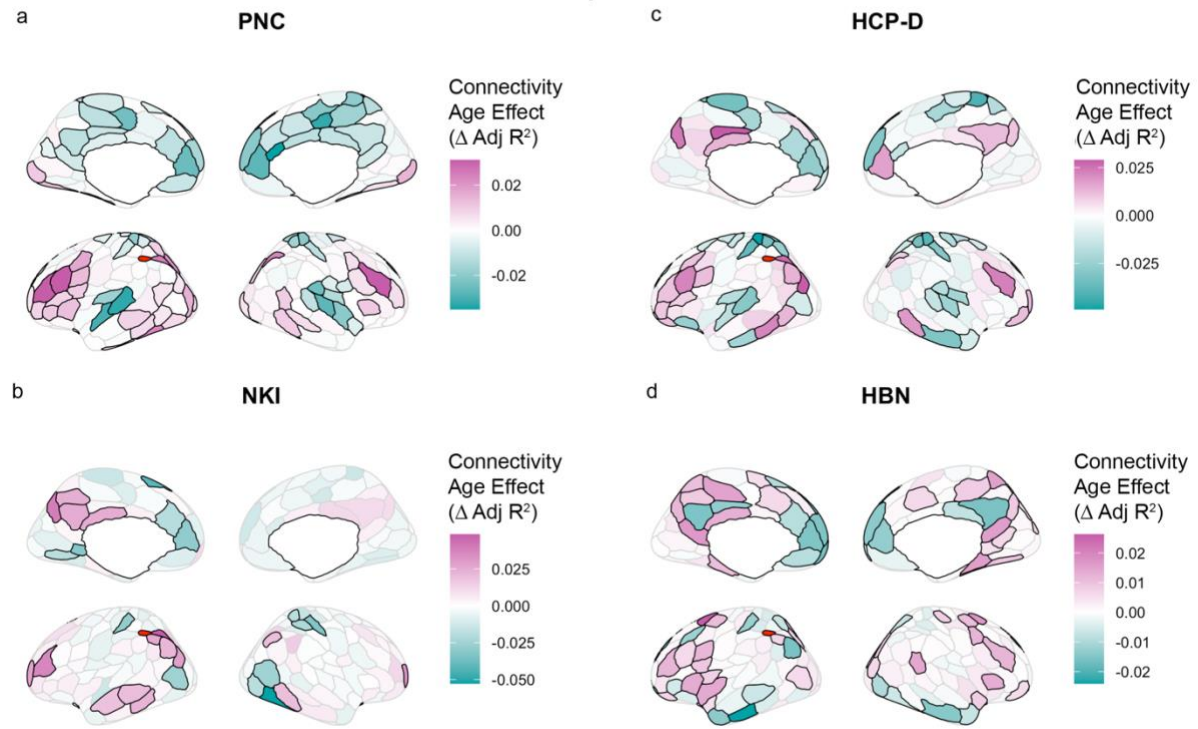 a
PNC
Connectivity
Age Effect
(Δ Adj R²)
0.02
0.00
-0.02
c
HCP-D
Connectivity
Age Effect
(Δ Adj R²)
0.025
0.000
-0.025
b
NKI
Connectivity
Age Effect
(Δ Adj R²)
0.025
0.000
-0.025
-0.050
d
HBN
Connectivity
Age Effect
(Δ Adj R²)
0.02
0.01
0.00
-0.01
-0.02